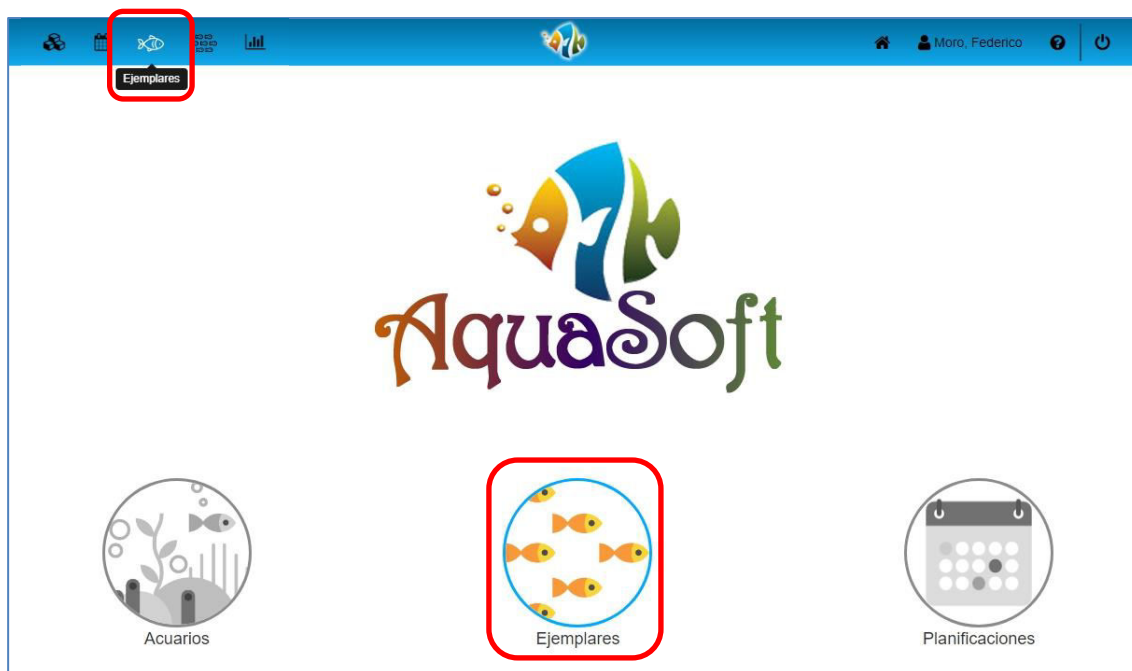 Moro, Federico
Ejemplares
AquaSoft
Acuarios
Ejemplares
Planificaciones